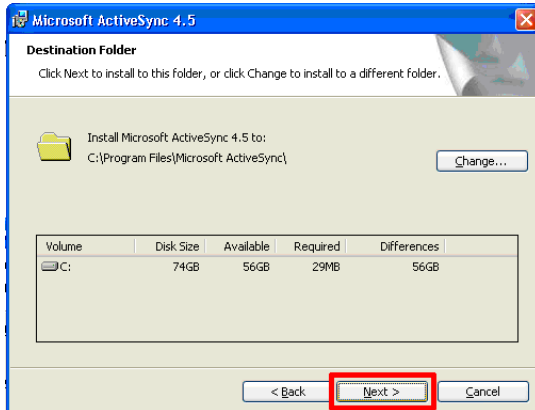 Microsoft ActiveSync 4.5
Destination Folder
Click Next to install to this folder, or click Change to install to a different folder.
Install Microsoft ActiveSync 4.5 to:
C:\Program Files\Microsoft ActiveSync\
Change...
Volume Disk Size Available Required Differences
C: 74GB 56GB 29MB 56GB
< Back Next > Cancel